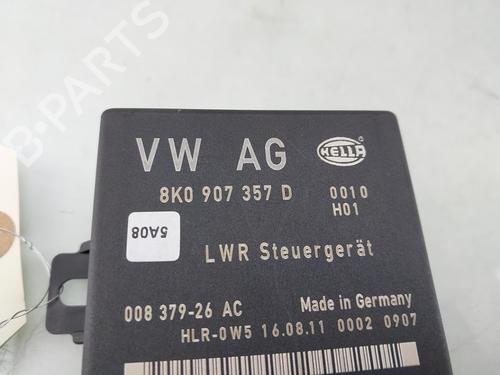 B-PARTS
VW AG
HELLA
8K0 907 357 D 0010
H01
5A08
LWR Steuergerät
008 379-26 AC Made in Germany
HLR-0W5 16.08.11 0002 0907